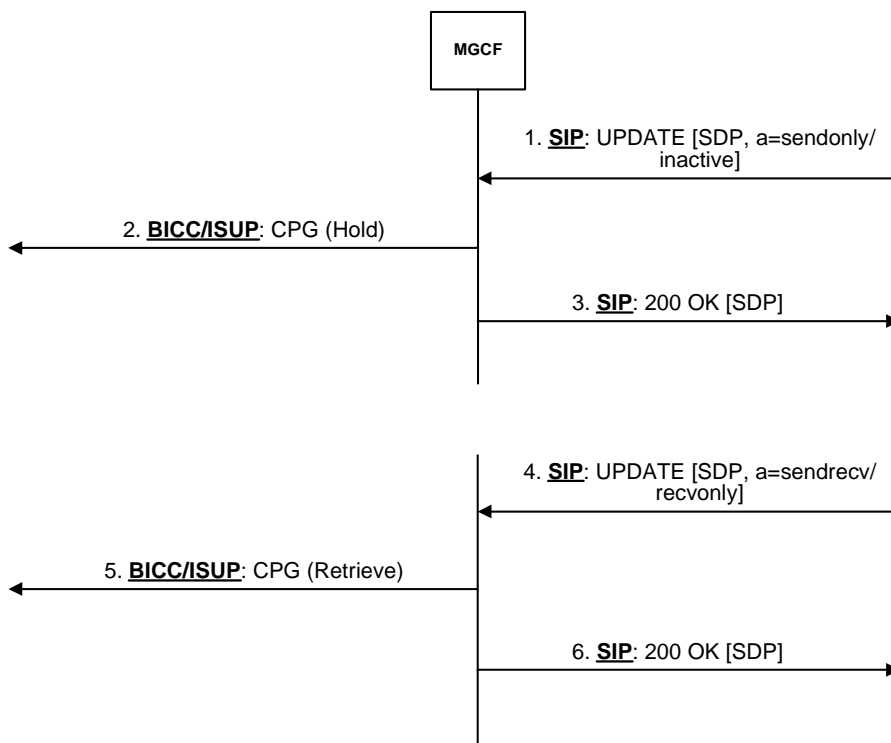 MGCF
1. SIP: UPDATE [SDP, a=sendonly/
inactive]
2. BICC/ISUP: CPG (Hold)
3. SIP: 200 OK [SDP]
4. SIP: UPDATE [SDP, a=sendrecv/
recvonly]
5. BICC/ISUP: CPG (Retrieve)
6. SIP: 200 OK [SDP]